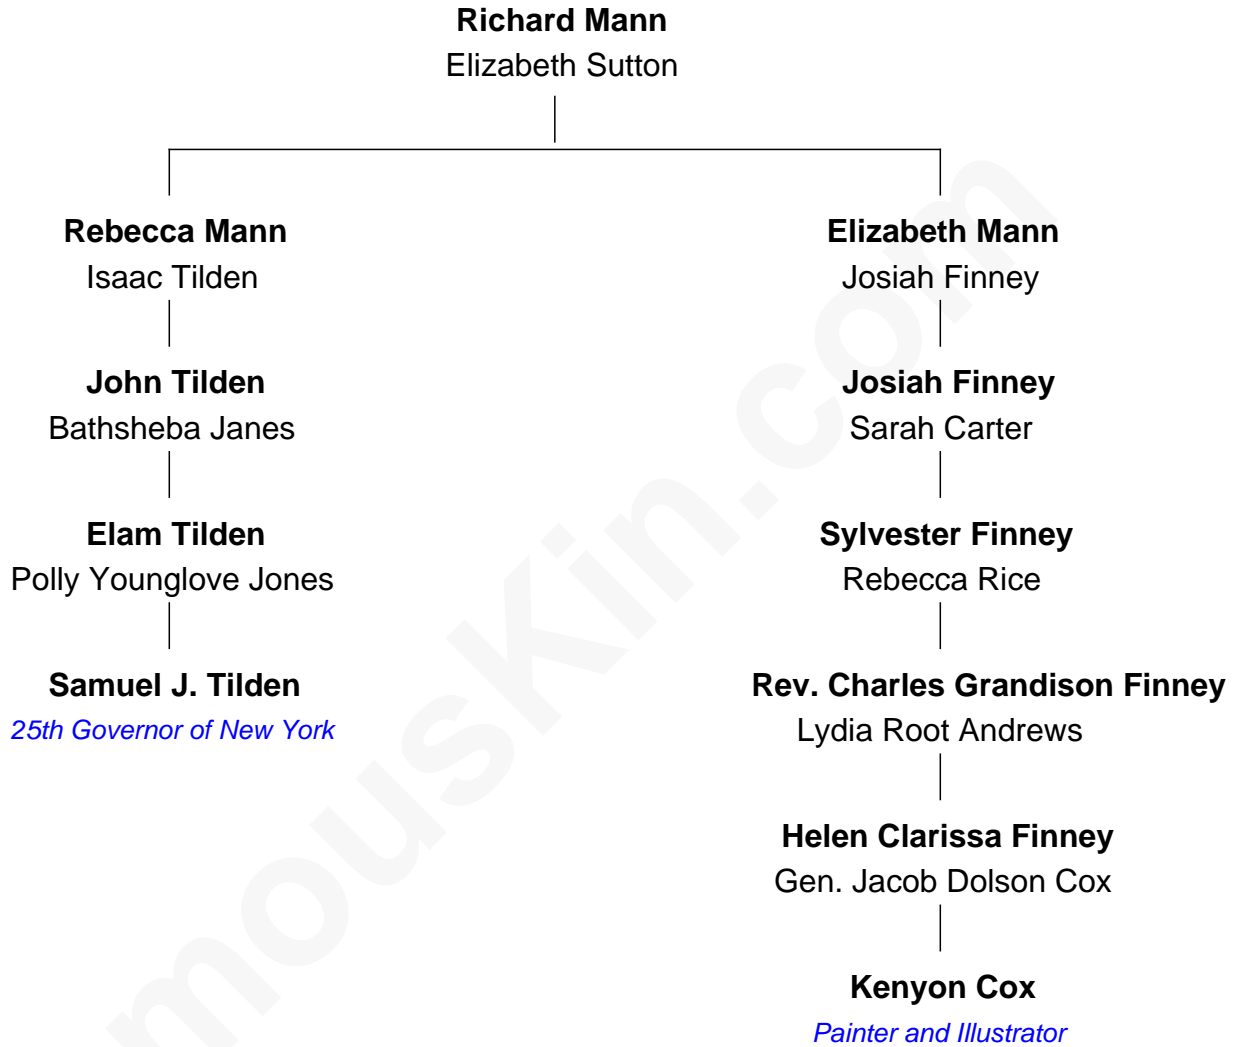 Richard Mann
Elizabeth Sutton
Rebecca Mann
Isaac Tilden
John Tilden
Bathsheba Janes
Elam Tilden
Polly Younglove Jones
Samuel J. Tilden
25th Governor of New York
Elizabeth Mann
Josiah Finney
Josiah Finney
Sarah Carter
Sylvester Finney
Rebecca Rice
Rev. Charles Grandison Finney
Lydia Root Andrews
Helen Clarissa Finney
Gen. Jacob Dolson Cox
Kenyon Cox
Painter and Illustrator
mousKin.com